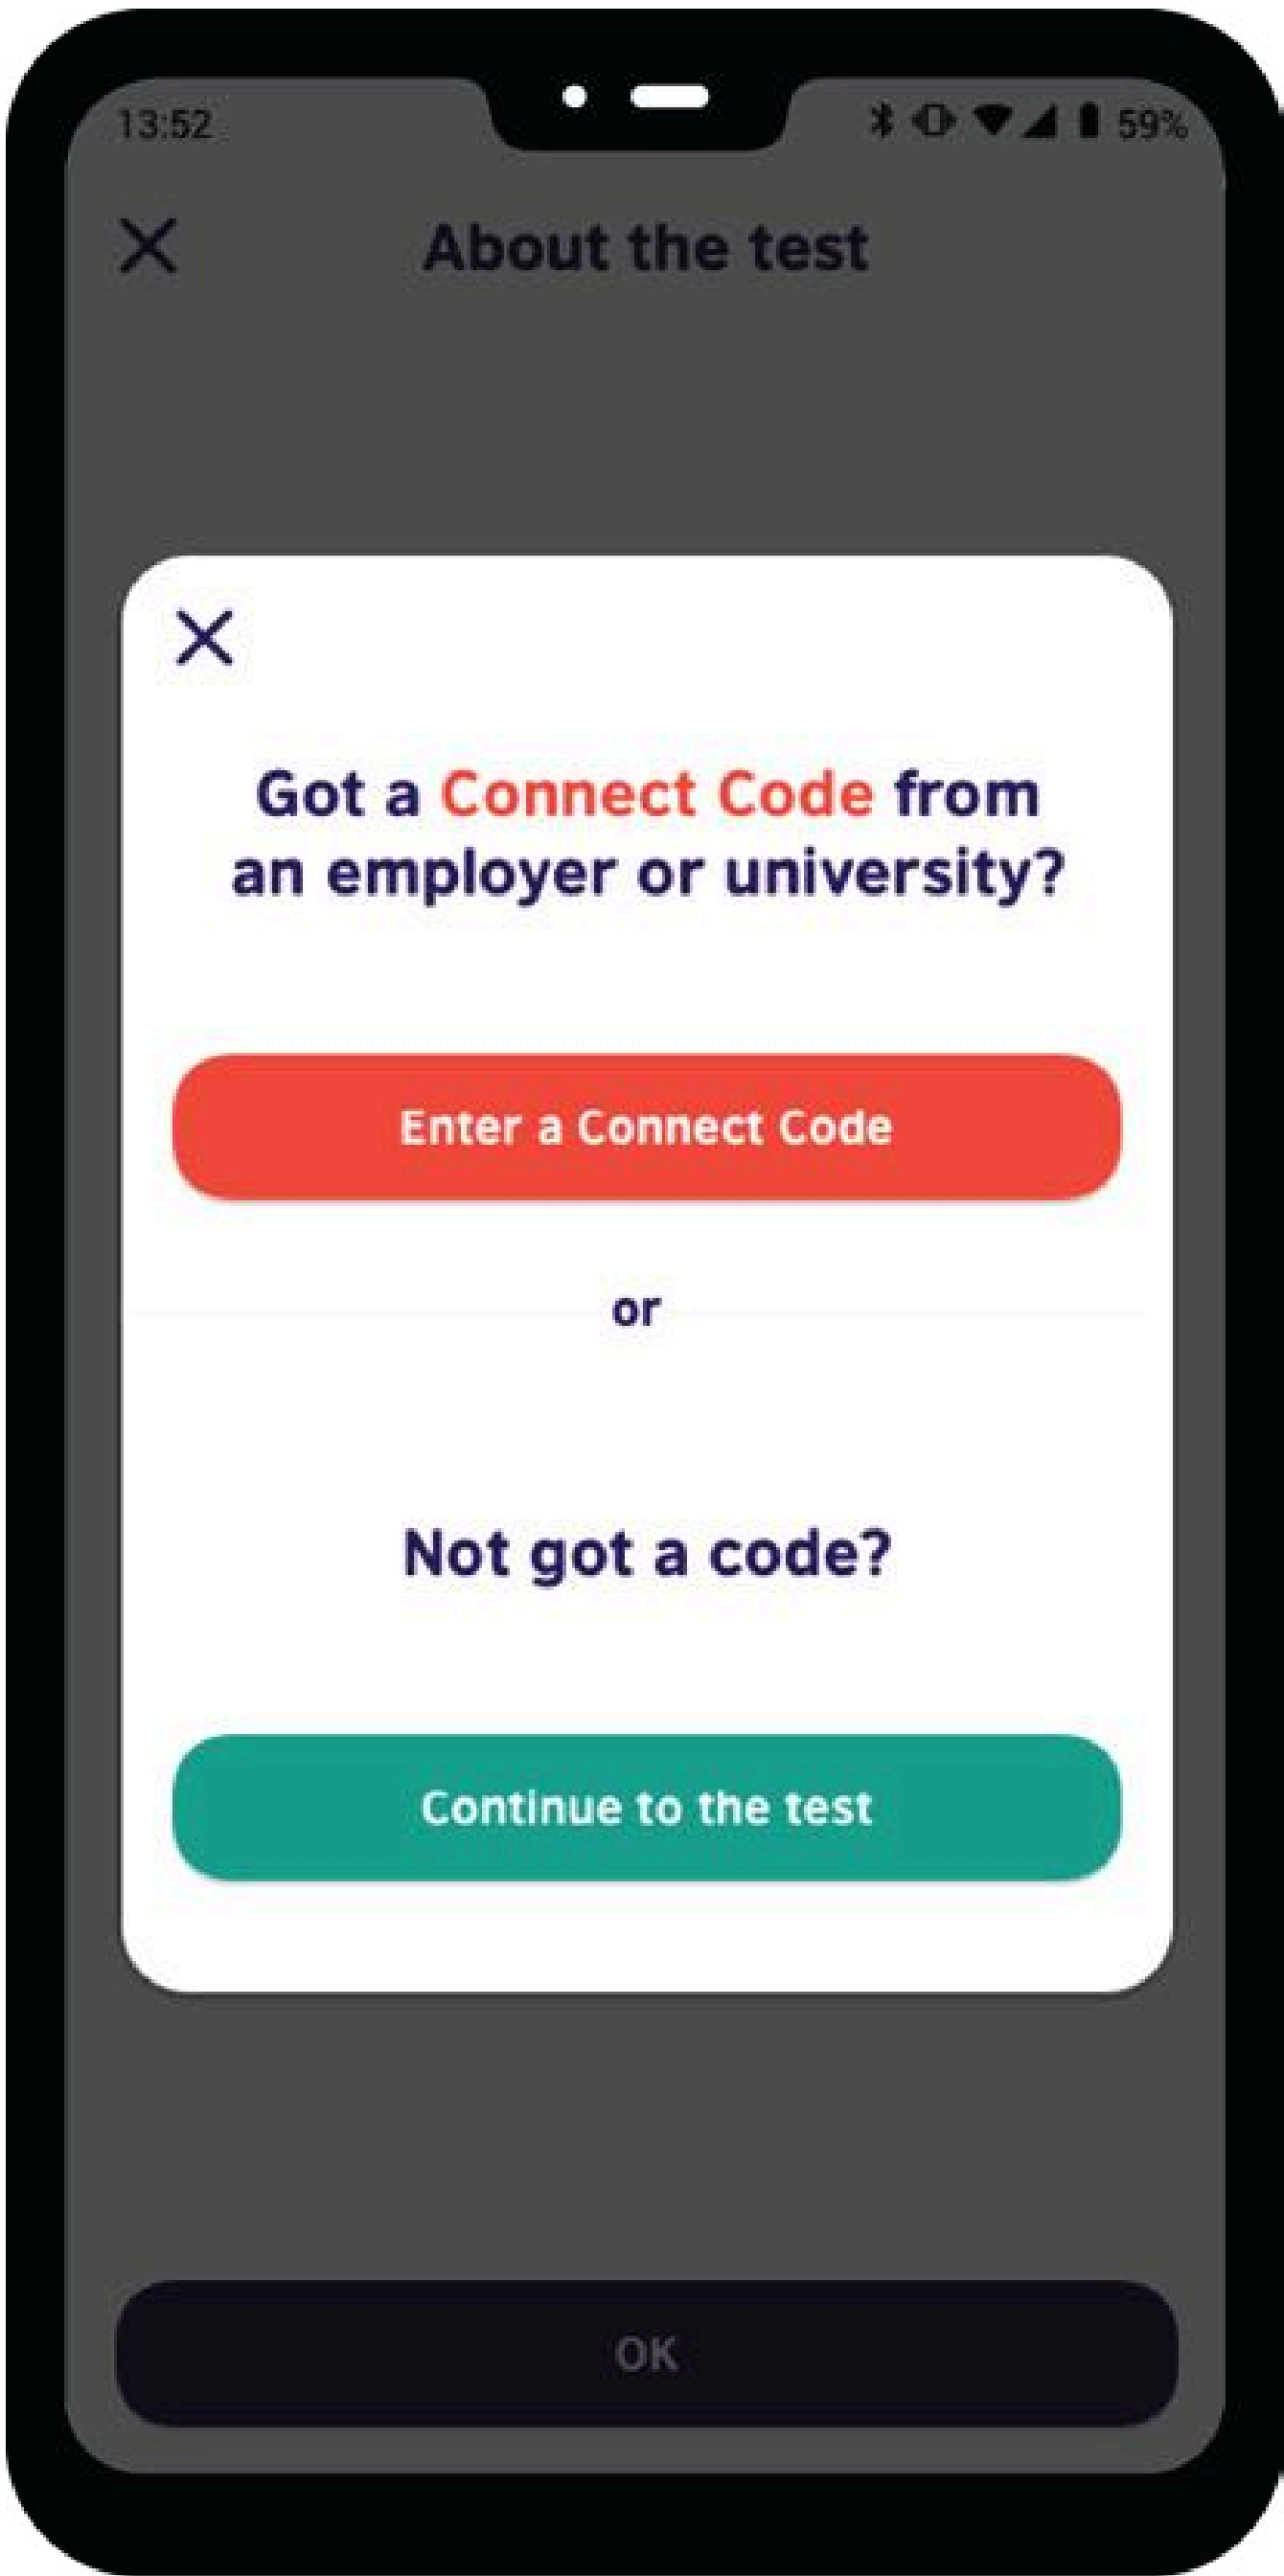 13:52
59%
About the test
Got a Connect Code from
an employer or university?
Enter a Connect Code
or
Not got a code?
Continue to the test
OK